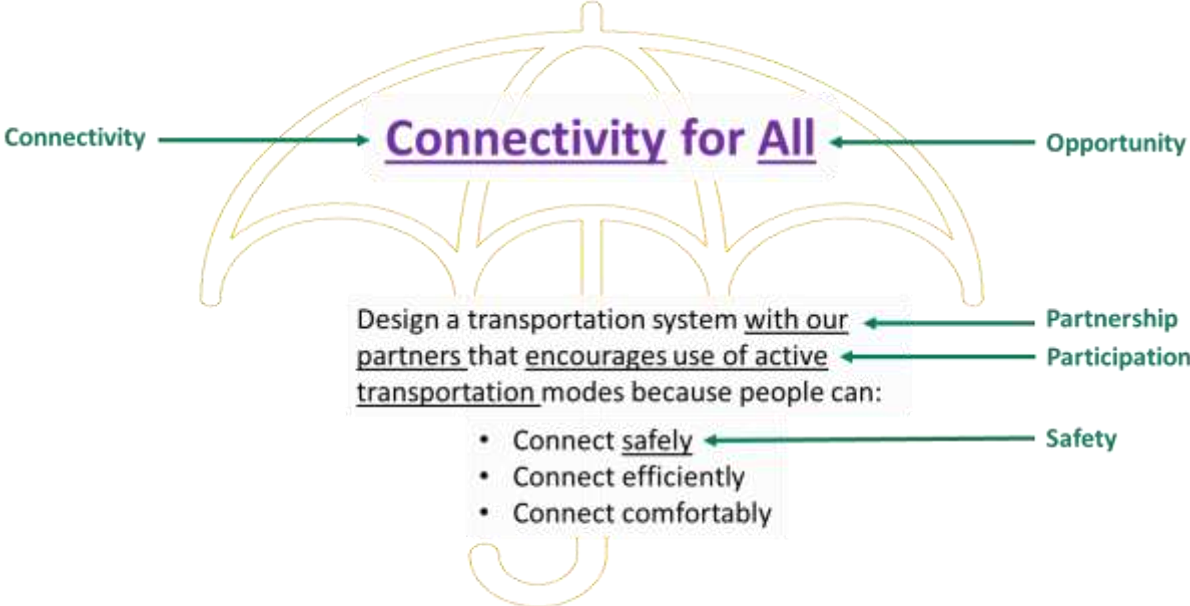 Connectivity
Connectivity for All
Opportunity
Design a transportation system with our
Partnership
partners that encourages use of active
Participation
transportation modes because people can:
• Connect safely
Safety
• Connect efficiently
• Connect comfortably